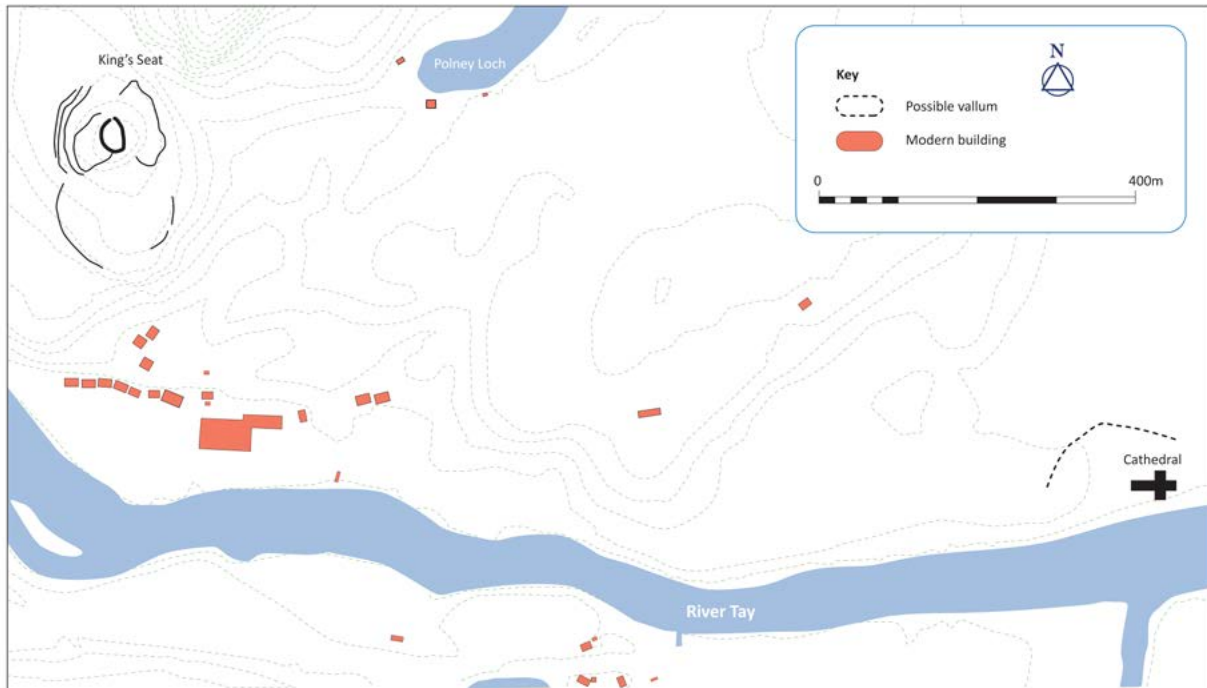 King's Seat
Polney Loch
N
Key
Possible vallum
Modern building
0 400m
Cathedral
River Tay